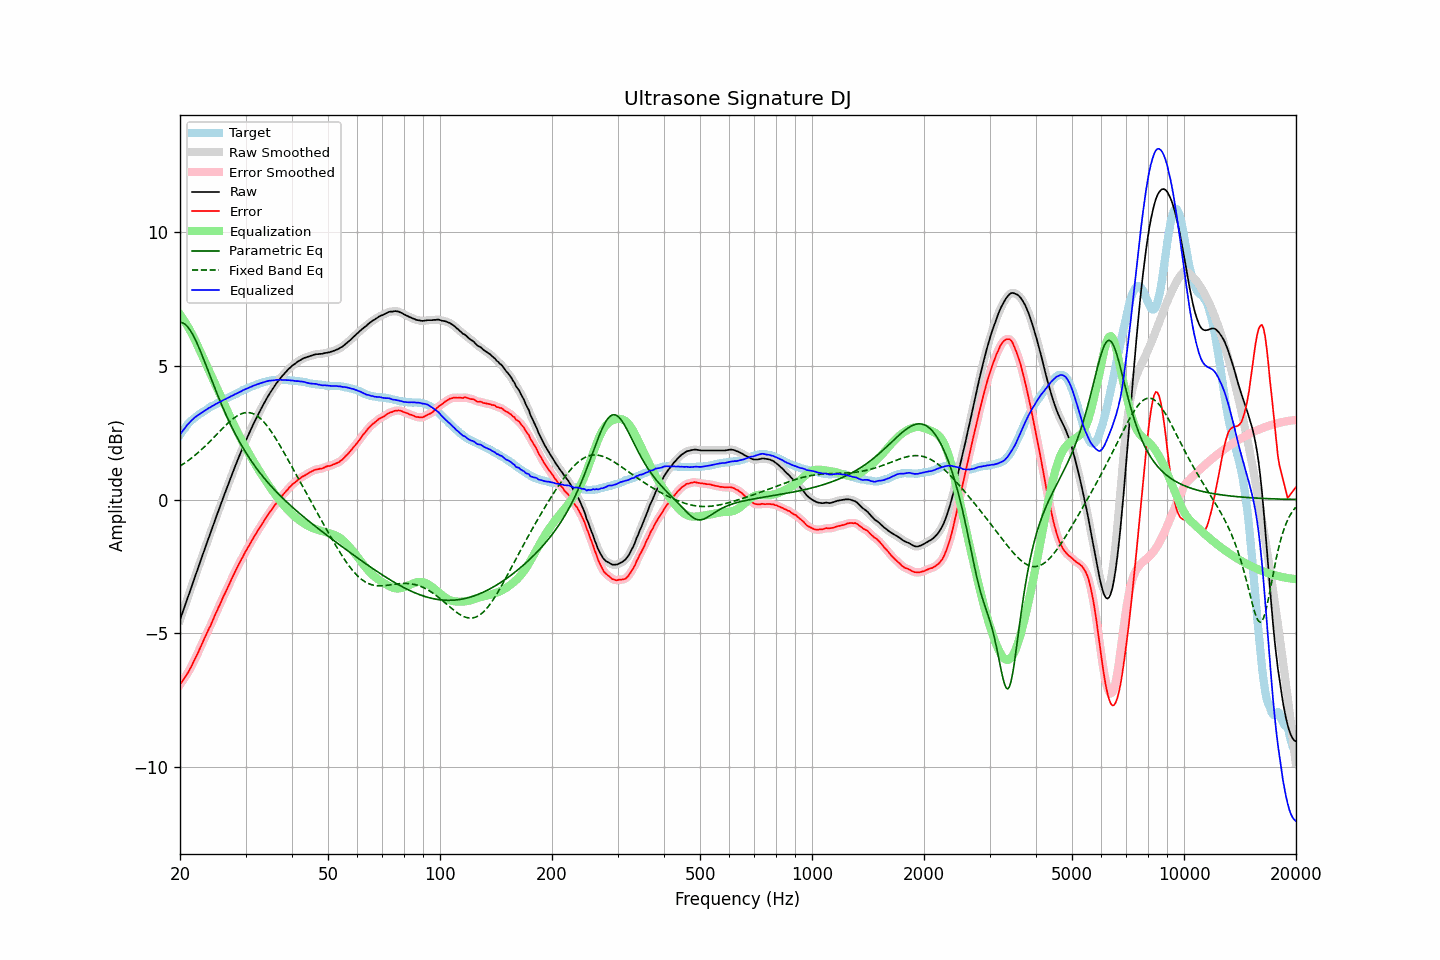 Ultrasone Signature DJ
Target
Raw Smoothed
Error Smoothed
Raw
Error
Equalization
Parametric Eq
Fixed Band Eq
Equalized
10
5
0
−5
−10
Amplitude (dBr)
20 50 100 200 500 1000 2000 5000 10000 20000
Frequency (Hz)